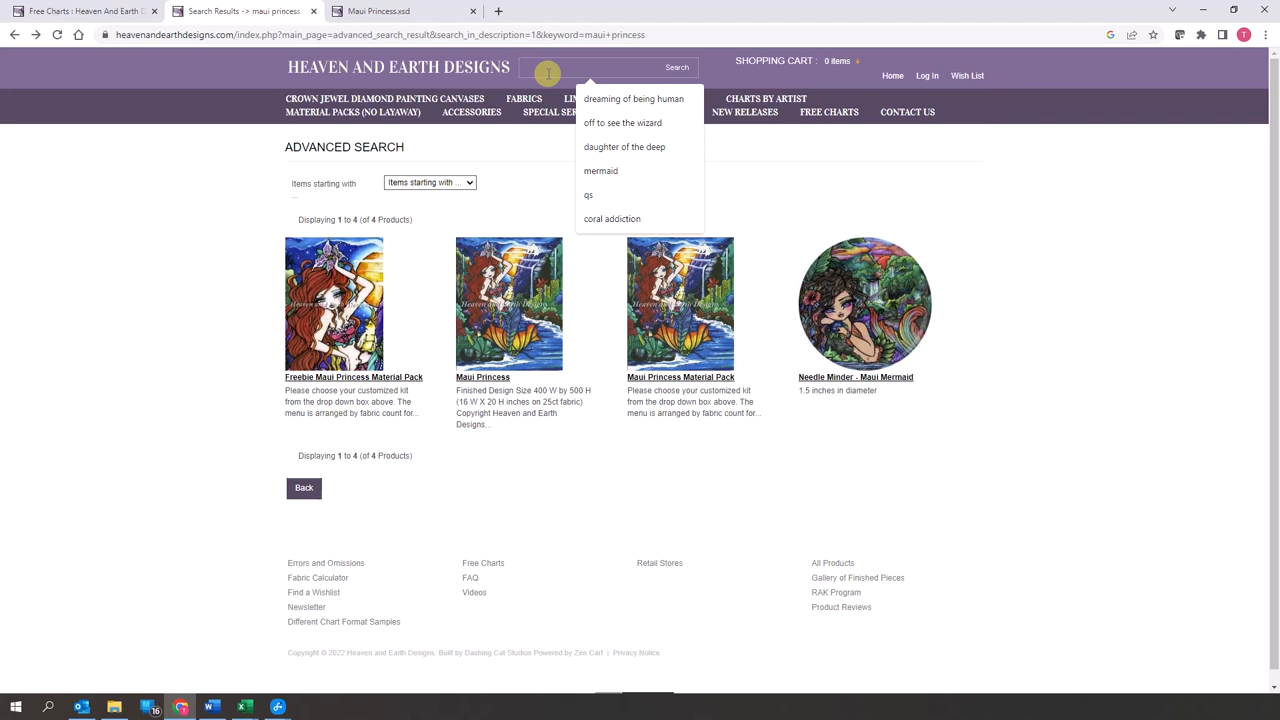 Free Charts : Heaven And Earth D
Search Results -> maui princess
Maui Princess.xsd
heavenandearthdesigns.com/index.php?main_page=advanced_search_result&search_in_description=1&keyword=maui+princess
T
HEAVEN AND EARTH DESIGNS
Search
SHOPPING CART : 0 items
Home Log In Wish List
CROWN JEWEL DIAMOND PAINTING CANVASES FABRICS CHARTS BY ARTIST
MATERIAL PACKS (NO LAYAWAY) ACCESSORIES NEW RELEASES FREE CHARTS CONTACT US
dreaming of being human
off to see the wizard
daughter of the deep
mermaid
qs
coral addiction
ADVANCED SEARCH
Items starting with
...
Items starting with ...
Displaying 1 to 4 (of 4 Products)
Heaven and Earth Designs
Heaven and Earth Designs
Freebie Maui Princess Material Pack
Please choose your customized kit
from the drop down box above. The
menu is arranged by fabric count for...
Maui Princess
Finished Design Size 400 W by 500 H
(16 W X 20 H inches on 25ct fabric)
Copyright Heaven and Earth
Designs...
Maui Princess Material Pack
Please choose your customized kit
from the drop down box above. The
menu is arranged by fabric count for...
Needle Minder - Maui Mermaid
1.5 inches in diameter
Displaying 1 to 4 (of 4 Products)
Back
Errors and Omissions
Fabric Calculator
Find a Wishlist
Newsletter
Different Chart Format Samples
Free Charts
FAQ
Videos
Retail Stores
All Products
Gallery of Finished Pieces
RAK Program
Product Reviews
Copyright © 2022 Heaven and Earth Designs. Built by Dashing Cat Studios Powered by Zen Cart | Privacy Notice
16